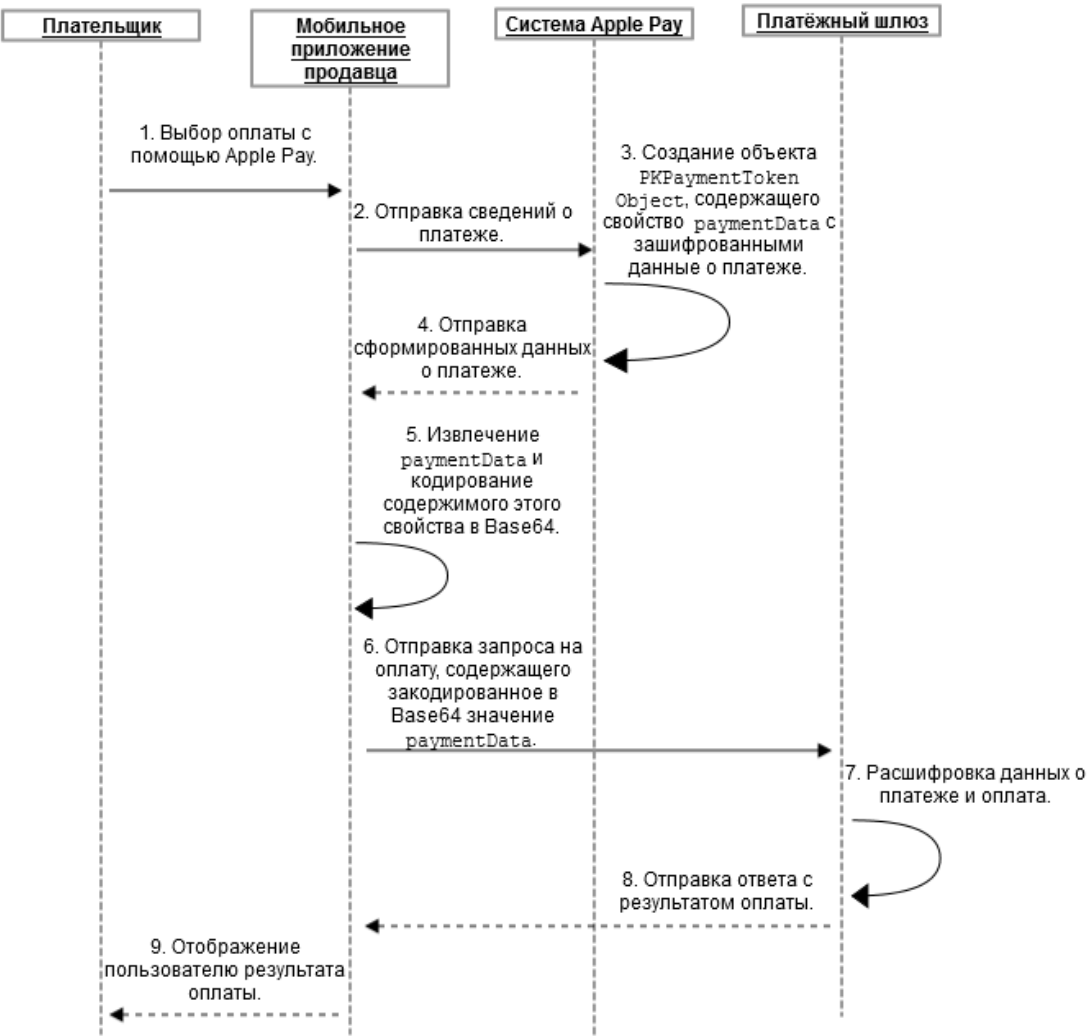 Плательщик
Мобильное
приложение
продавца
Система Apple Pay
Платёжный шлюз
1. Выбор оплаты с
помощью Apple Pay.
2. Отправка сведений о
платеже.
3. Создание объекта
PKPaymentToken
Object, содержащего
свойство paymentData с
зашифрованными
данные о платеже.
4. Отправка
сформированных данных
о платеже.
5. Извлечение
paymentData и
кодирование
содержимого этого
свойства в Base64.
6. Отправка запроса на
оплату, содержащего
закодированное в
Base64 значение
paymentData.
7. Расшифровка данных о
платеже и оплата.
8. Отправка ответа с
результатом оплаты.
9. Отображение
пользователю результата
оплаты.